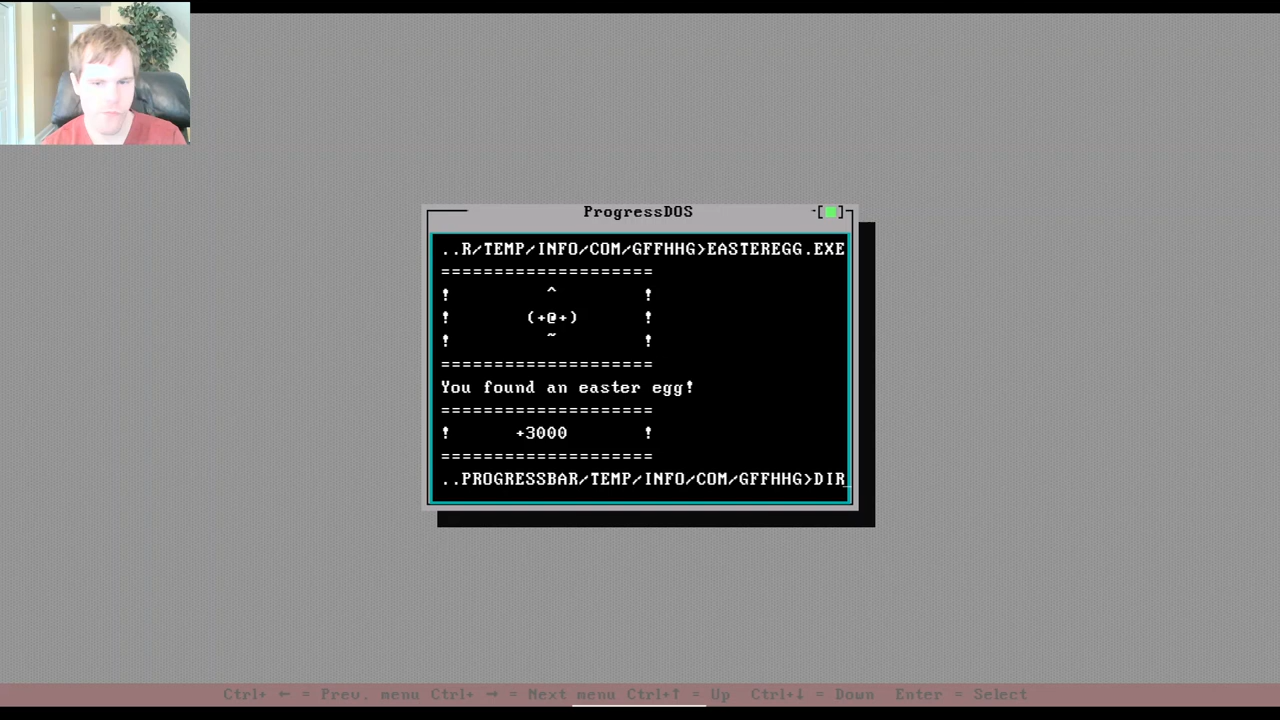 ProgressDOS
-[■]
..R/TEMP/INFO/COM/GFFHHG>EASTEREGG.EXE
====================
! ^ !
! (+@+) !
! ~ !
====================
You found an easter egg!
====================
! +3000 !
====================
..PROGRESSBAR/TEMP/INFO/COM/GFFHHG>DIR_
Ctrl+ ← = Prev. menu Ctrl+ → = Next menu Ctrl+↑ = Up Ctrl+↓ = Down Enter = Select